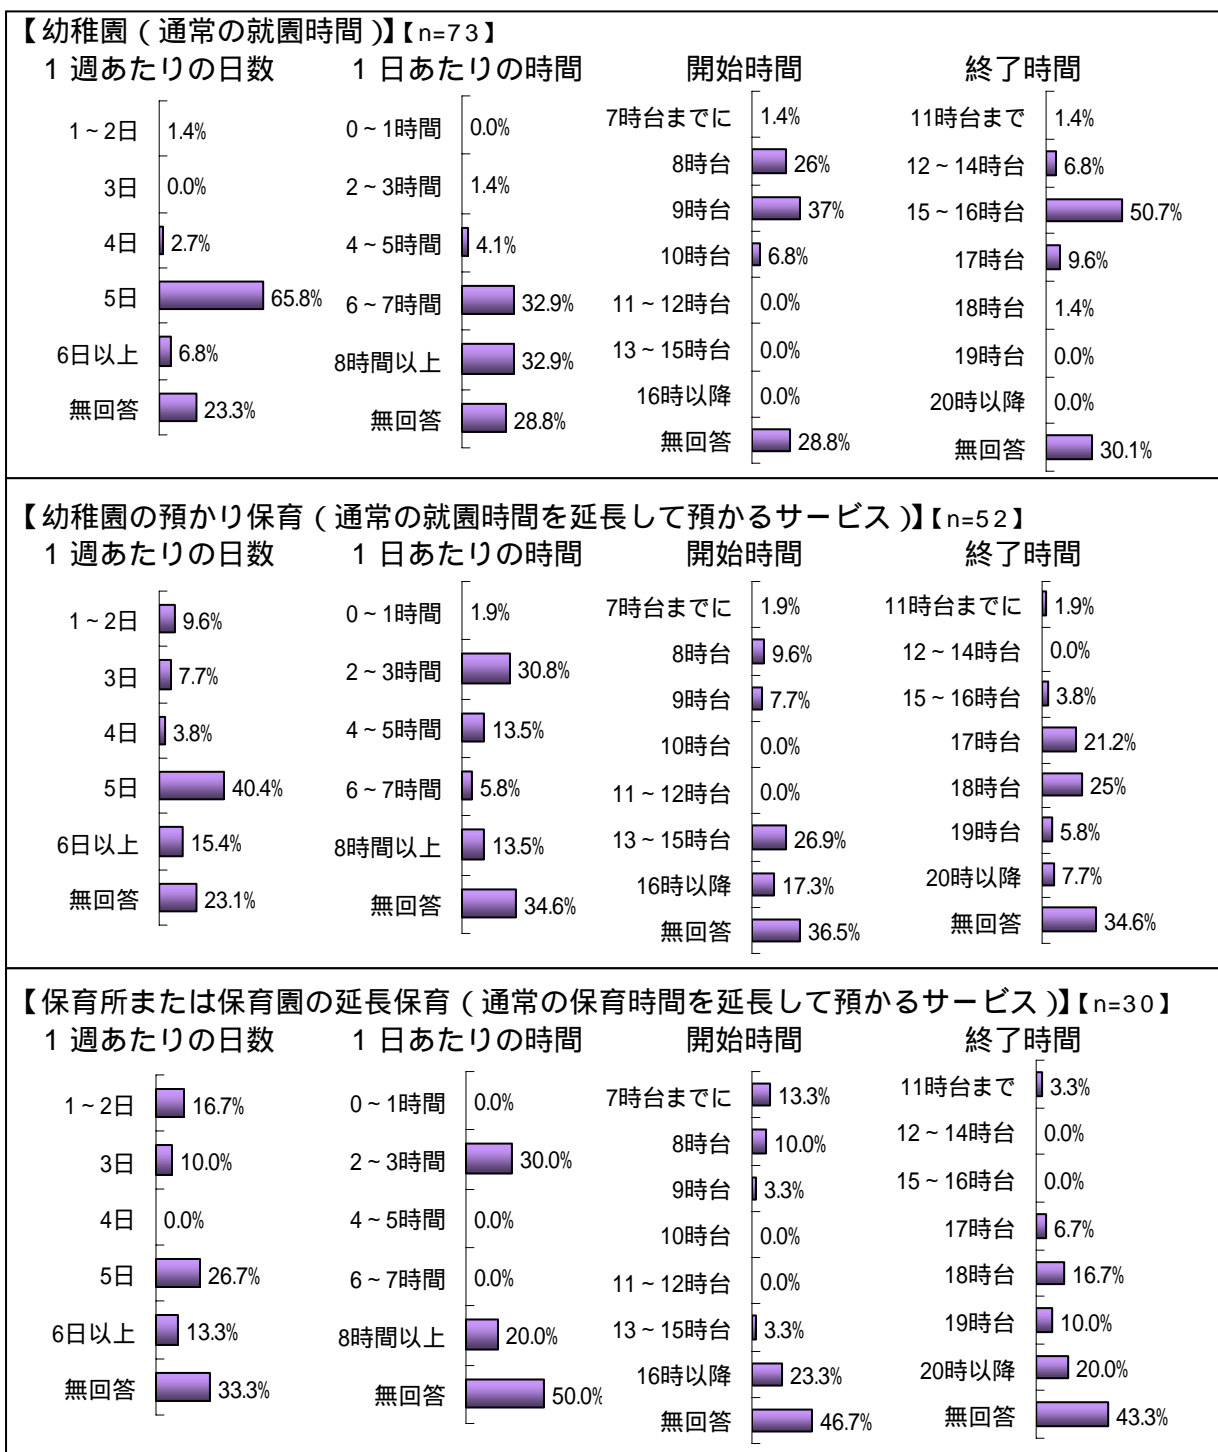 【幼稚園（通常の就園時間）】【n=73】
1週あたりの日数
1～2日 1.4%
3日 0.0%
4日 2.7%
5日 65.8%
6日以上 6.8%
無回答 23.3%
1日あたりの時間
0～1時間 0.0%
2～3時間 1.4%
4～5時間 4.1%
6～7時間 32.9%
8時間以上 32.9%
無回答 28.8%
開始時間
7時台までに 1.4%
8時台 26%
9時台 37%
10時台 6.8%
11～12時台 0.0%
13～15時台 0.0%
16時以降 0.0%
無回答 28.8%
終了時間
11時台まで 1.4%
12～14時台 6.8%
15～16時台 50.7%
17時台 9.6%
18時台 1.4%
19時台 0.0%
20時以降 0.0%
無回答 30.1%
【幼稚園の預かり保育（通常の就園時間を延長して預かるサービス）】【n=52】
1週あたりの日数
1～2日 9.6%
3日 7.7%
4日 3.8%
5日 40.4%
6日以上 15.4%
無回答 23.1%
1日あたりの時間
0～1時間 1.9%
2～3時間 30.8%
4～5時間 13.5%
6～7時間 5.8%
8時間以上 13.5%
無回答 34.6%
開始時間
7時台までに 1.9%
8時台 9.6%
9時台 7.7%
10時台 0.0%
11～12時台 0.0%
13～15時台 26.9%
16時以降 17.3%
無回答 36.5%
終了時間
11時台までに 1.9%
12～14時台 0.0%
15～16時台 3.8%
17時台 21.2%
18時台 25%
19時台 5.8%
20時以降 7.7%
無回答 34.6%
【保育所または保育園の延長保育（通常の保育時間を延長して預かるサービス）】【n=30】
1週あたりの日数
1～2日 16.7%
3日 10.0%
4日 0.0%
5日 26.7%
6日以上 13.3%
無回答 33.3%
1日あたりの時間
0～1時間 0.0%
2～3時間 30.0%
4～5時間 0.0%
6～7時間 0.0%
8時間以上 20.0%
無回答 50.0%
開始時間
7時台までに 13.3%
8時台 10.0%
9時台 3.3%
10時台 0.0%
11～12時台 0.0%
13～15時台 3.3%
16時以降 23.3%
無回答 46.7%
終了時間
11時台まで 3.3%
12～14時台 0.0%
15～16時台 0.0%
17時台 6.7%
18時台 16.7%
19時台 10.0%
20時以降 20.0%
無回答 43.3%